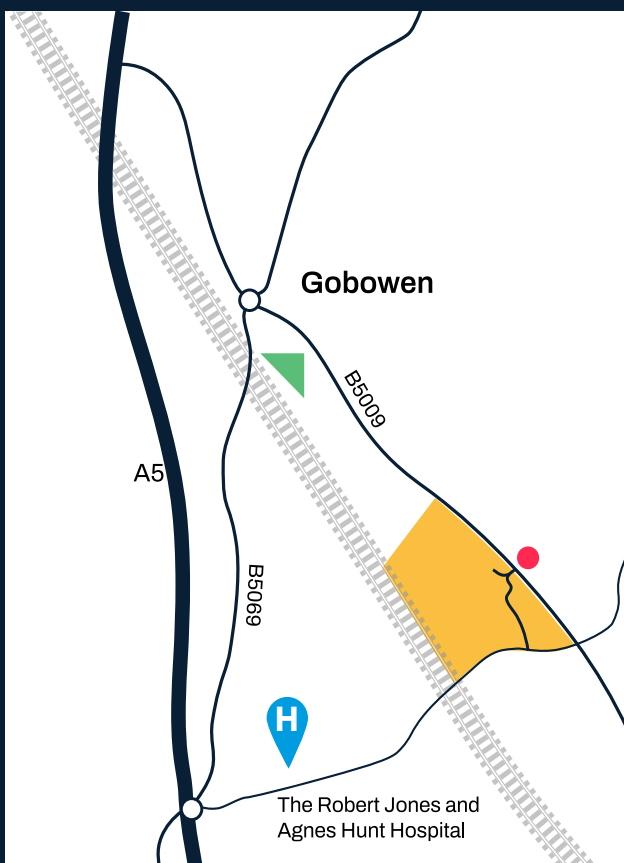 Gobowen
B5009
A5
B5069
H
The Robert Jones and
Agnes Hunt Hospital